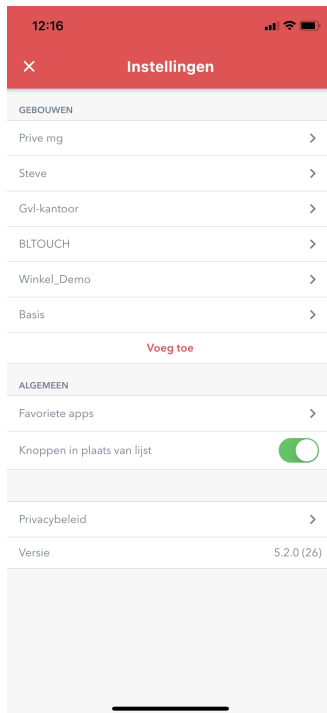 12:16
Instellingen
GEBOUWEN
Prive mg
Steve
Gvl-kantoor
BLTOUCH
Winkel_Demo
Basis
Voeg toe
ALGEMEEN
Favoriete apps
Knoppen in plaats van lijst
Privacybeleid
Versie 5.2.0 (26)